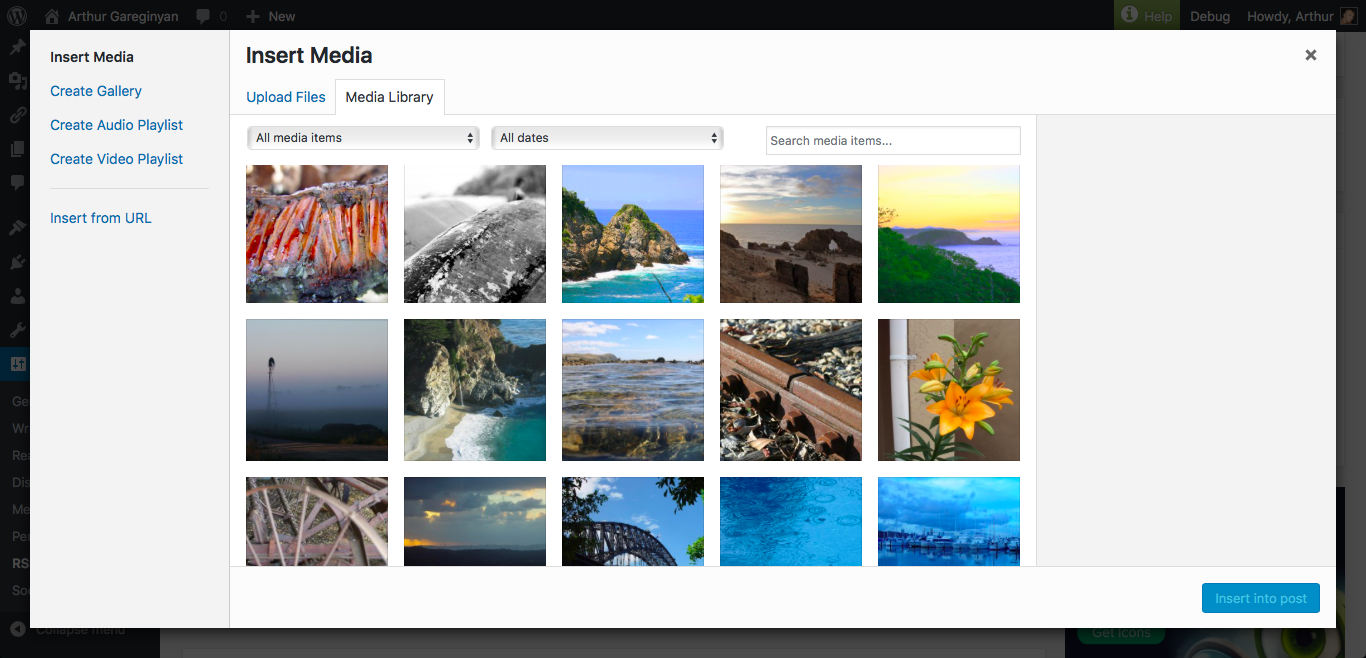 Arthur Gareginyan 0 New Help Debug Howdy, Arthur
Insert Media
Create Gallery
Create Audio Playlist
Create Video Playlist
Insert from URL
Insert Media
Upload Files Media Library
All media items All dates Search media items...
Ge
Wr
Rea
Dis
Me
Per
RS
Soc
Collapse menu
Insert into post
Get Icons